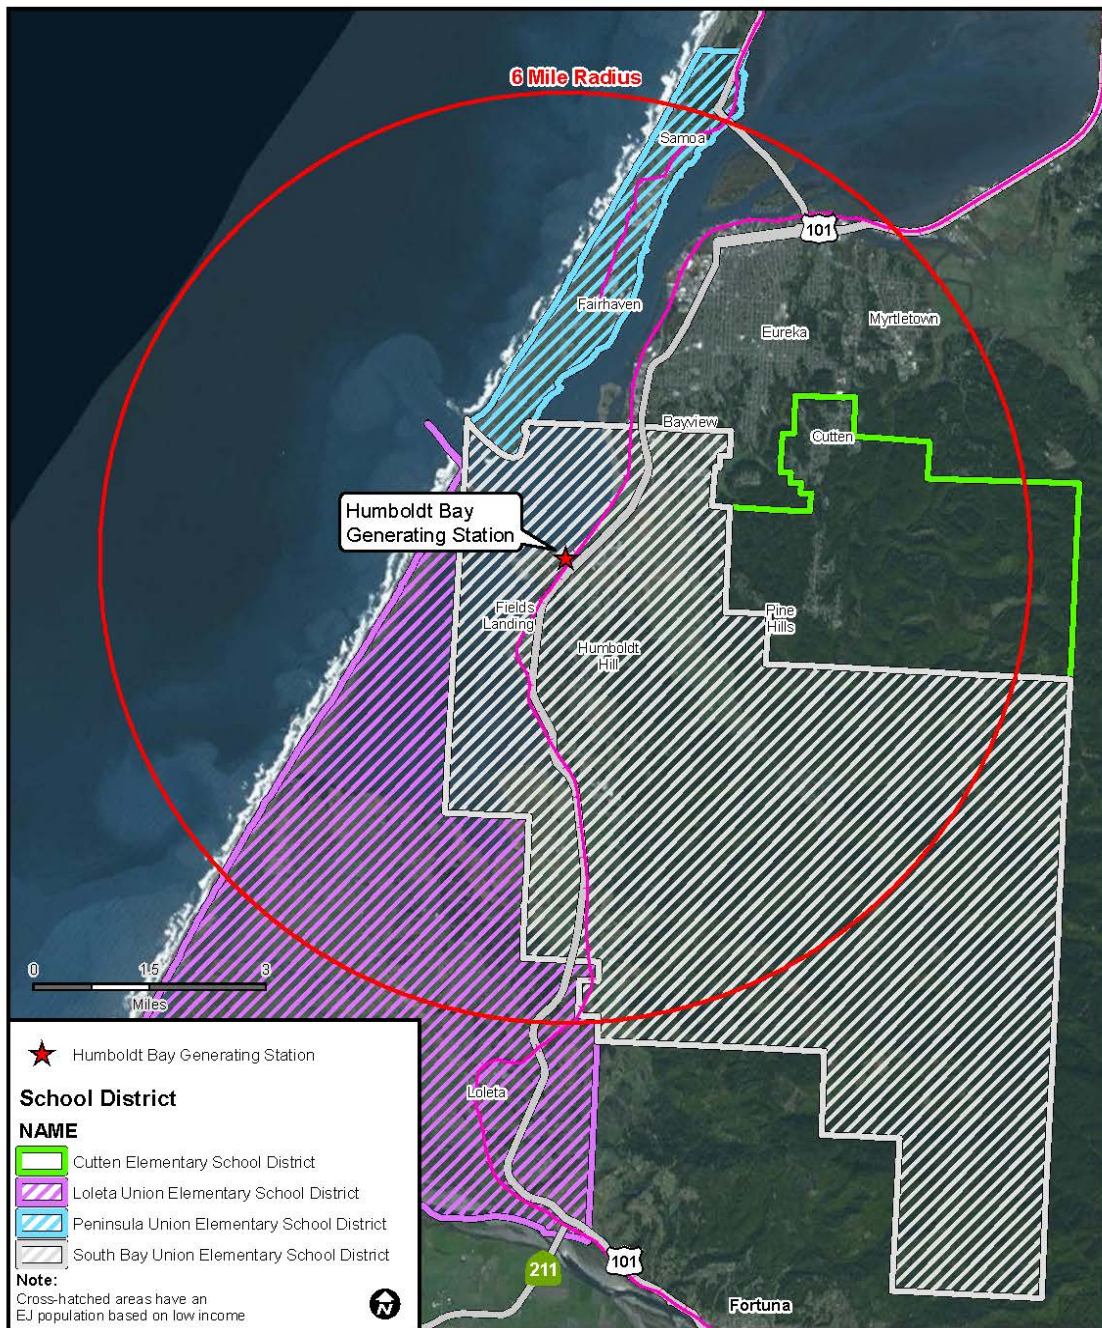 6 Mile Radius
Samoa
101
Fairhaven
Eureka
Myrtletown
Bayview
Cutten
Humboldt Bay
Generating Station
Fields
Landing
Humboldt
Hill
Pine
Hills
0 1.5 3
Miles
Loleta
101
211
Fortuna
Humboldt Bay Generating Station
School District
NAME
Cutten Elementary School District
Loleta Union Elementary School District
Peninsula Union Elementary School District
South Bay Union Elementary School District
Note:
Cross-hatched areas have an
EJ population based on low income
N